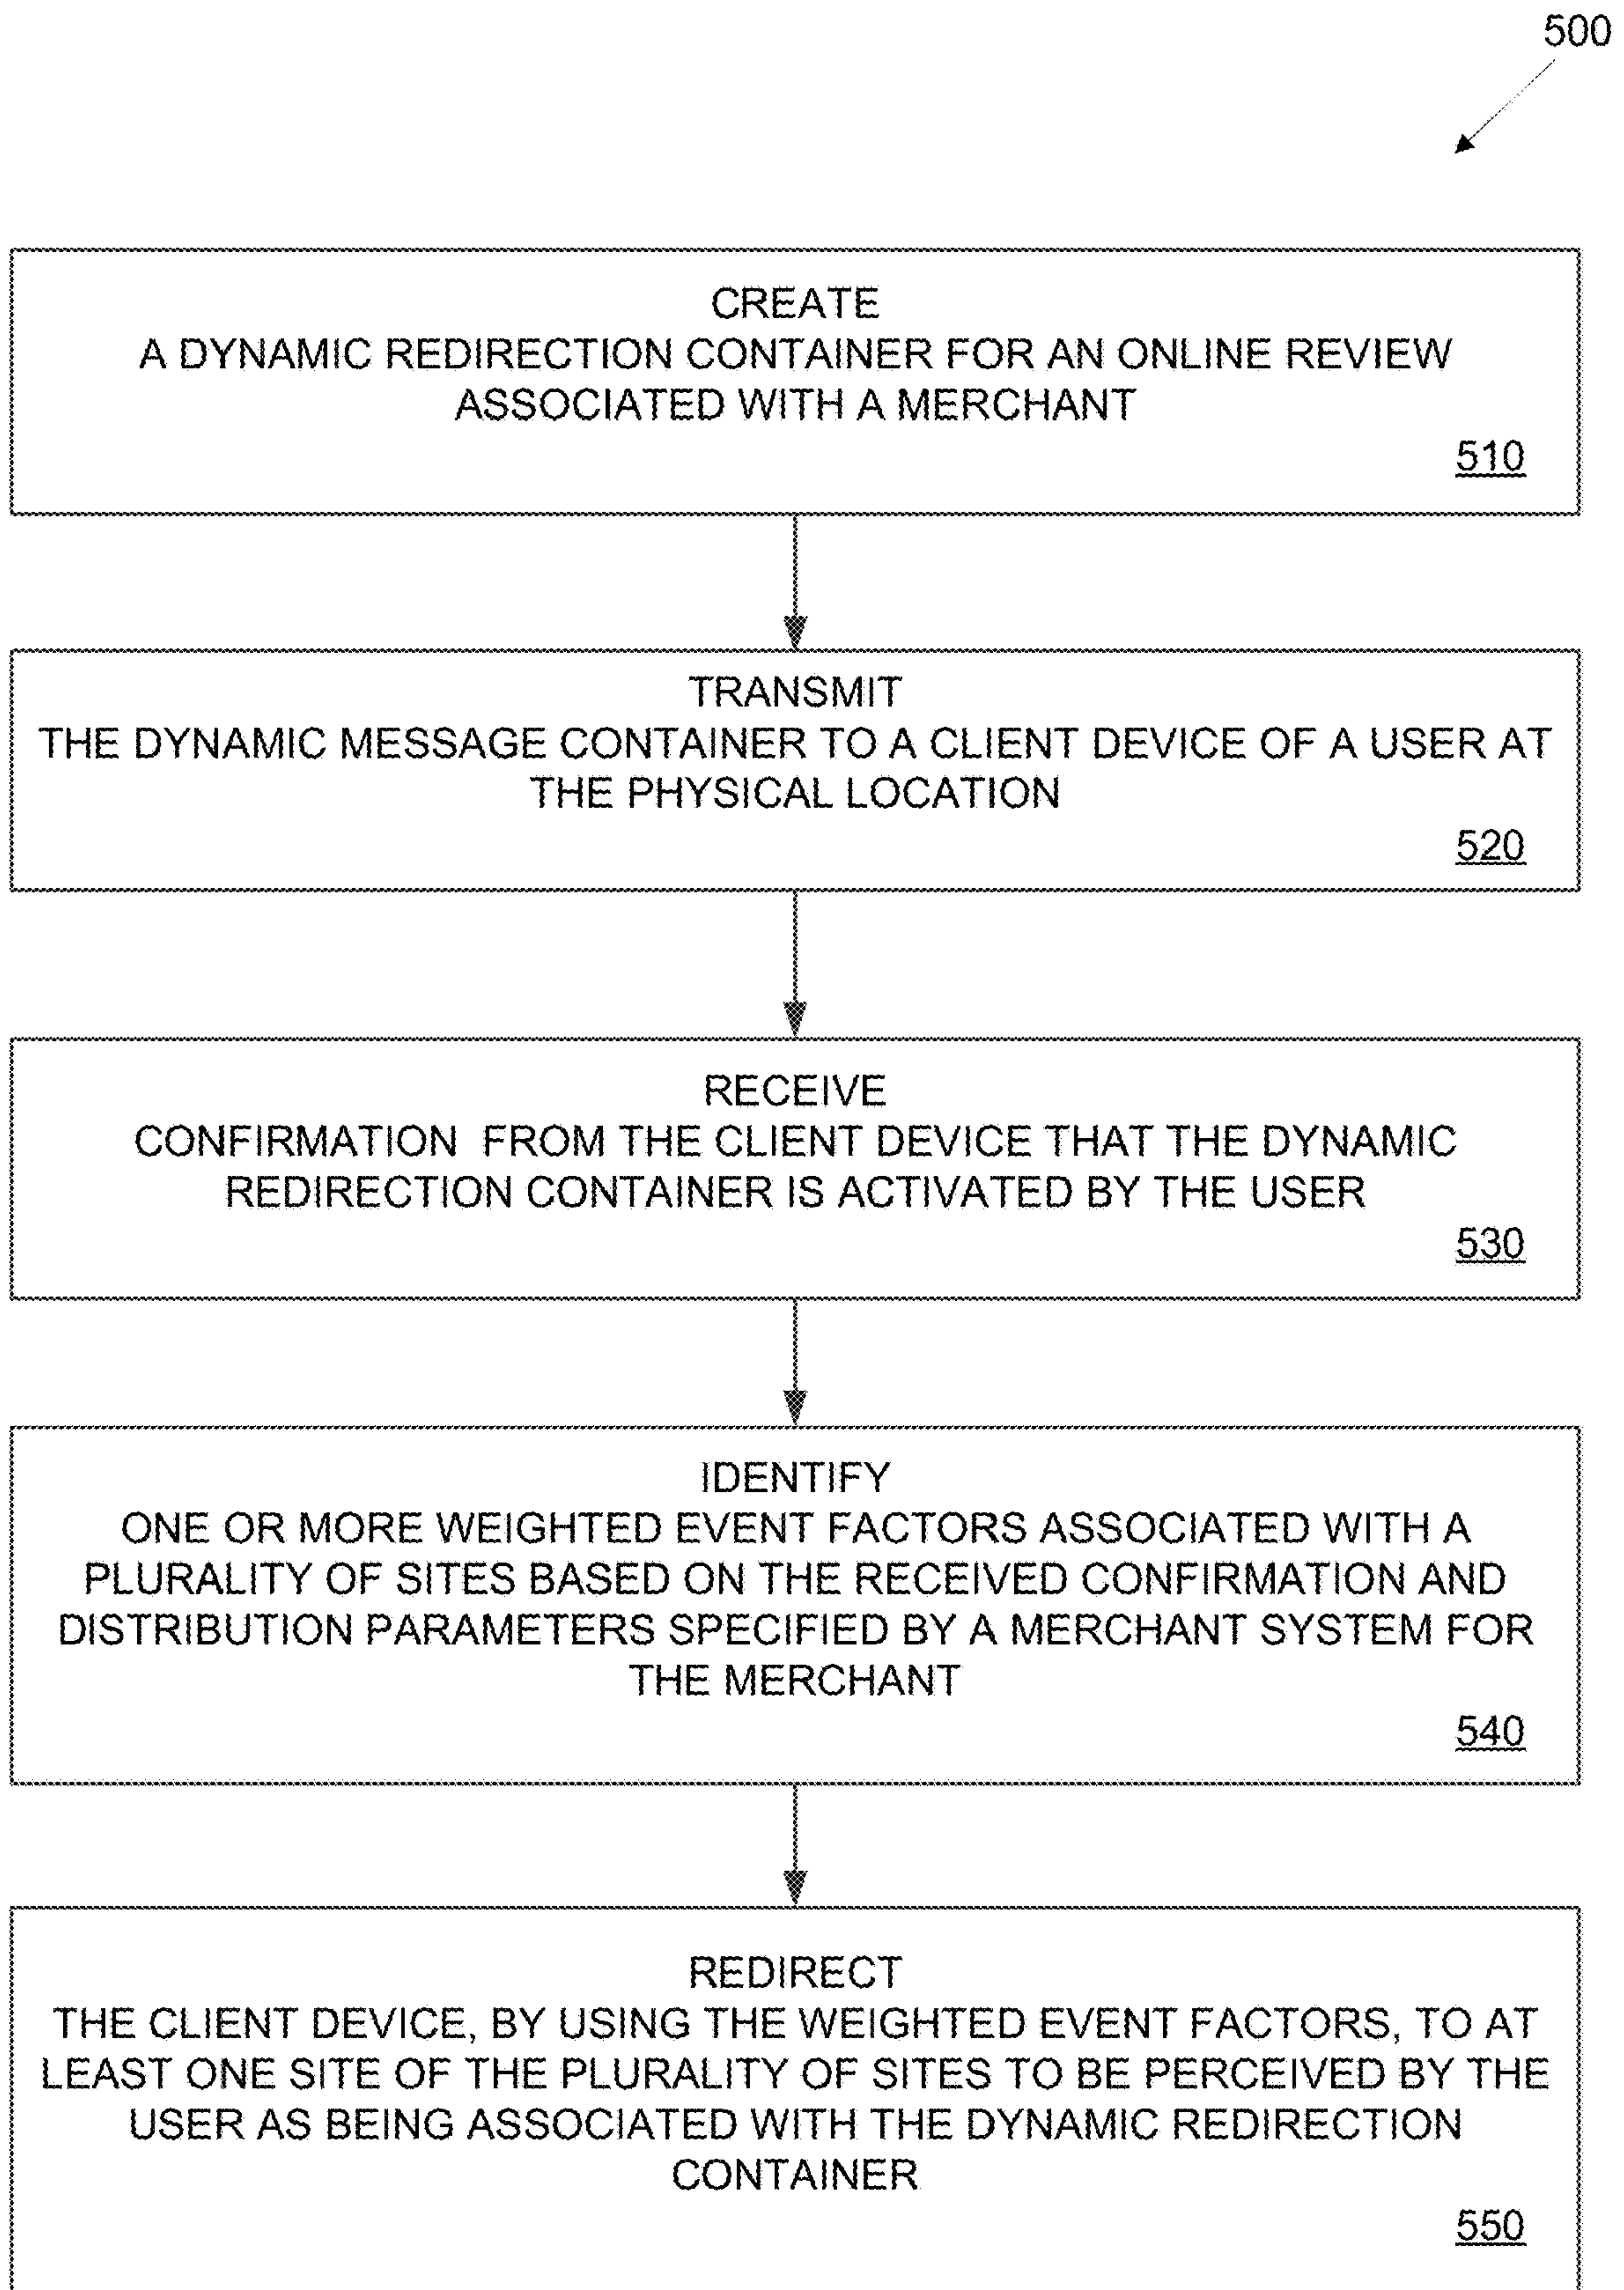 500
CREATE
A DYNAMIC REDIRECTION CONTAINER FOR AN ONLINE REVIEW
ASSOCIATED WITH A MERCHANT
510
TRANSMIT
THE DYNAMIC MESSAGE CONTAINER TO A CLIENT DEVICE OF A USER AT
THE PHYSICAL LOCATION
520
RECEIVE
CONFIRMATION FROM THE CLIENT DEVICE THAT THE DYNAMIC
REDIRECTION CONTAINER IS ACTIVATED BY THE USER
530
IDENTIFY
ONE OR MORE WEIGHTED EVENT FACTORS ASSOCIATED WITH A
PLURALITY OF SITES BASED ON THE RECEIVED CONFIRMATION AND
DISTRIBUTION PARAMETERS SPECIFIED BY A MERCHANT SYSTEM FOR
THE MERCHANT
540
REDIRECT
THE CLIENT DEVICE, BY USING THE WEIGHTED EVENT FACTORS, TO AT
LEAST ONE SITE OF THE PLURALITY OF SITES TO BE PERCEIVED BY THE
USER AS BEING ASSOCIATED WITH THE DYNAMIC REDIRECTION
CONTAINER
550